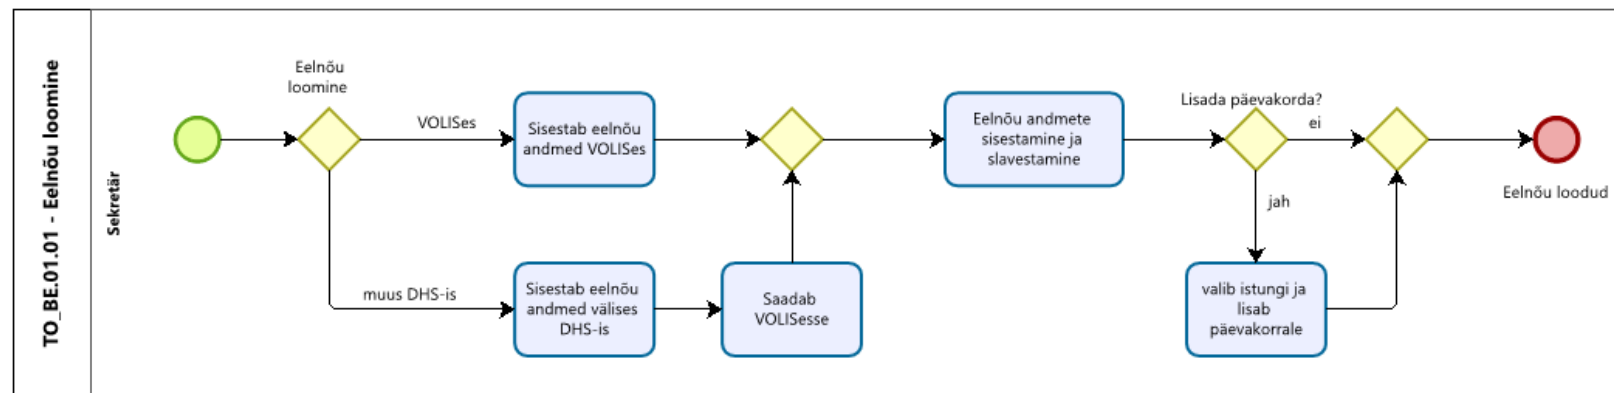 TO_BE.01.01 - Eelnõu loomine
Sekretär
Eelnõu
loomine
VOLISes
Sisestab eelnõu
andmed VOLISes
muus DHS-is
Sisestab eelnõu
andmed välises
DHS-is
Saadab
VOLISesse
Eelnõu andmete
sisestamine ja
slavestamine
Lisada päevakorda?
ei
jah
valib istungi ja
lisab
päevakorrale
Eelnõu loodud